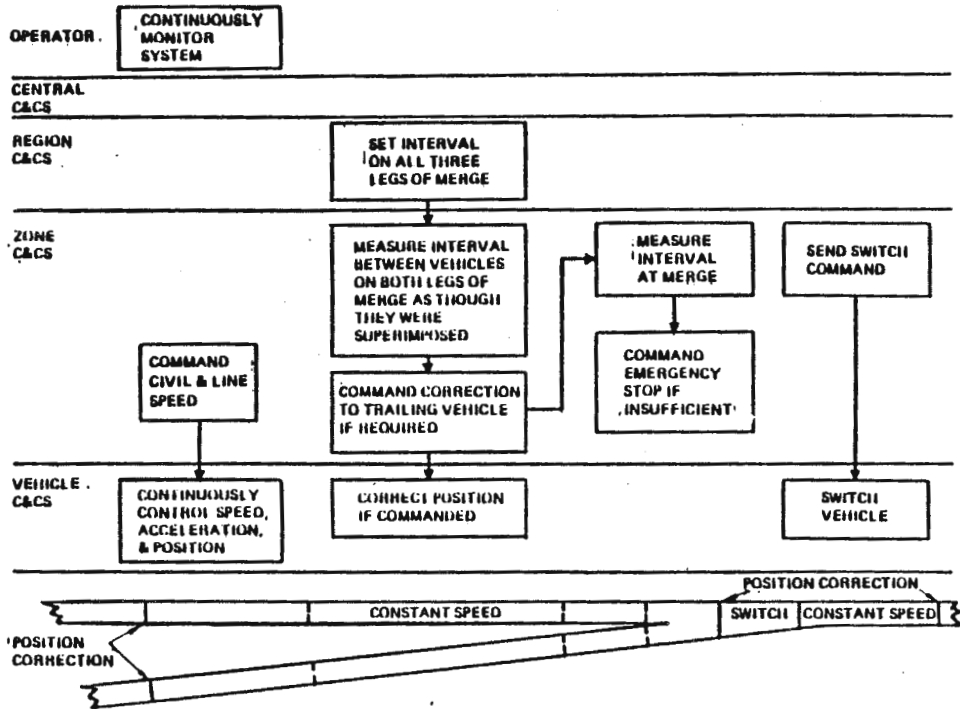 OPERATOR.
CONTINUOUSLY
MONITOR
SYSTEM
CENTRAL
C&CS
REGION
C&CS
SET INTERVAL
ON ALL THREE
LEGS OF MERGE
ZONE
C&CS
MEASURE INTERVAL
BETWEEN VEHICLES
ON BOTH LEGS OF
MERGE AS THOUGH
THEY WERE
SUPERIMPOSED
MEASURE
INTERVAL
AT MERGE
SEND SWITCH
COMMAND
COMMAND
CIVIL & LINE
SPEED
COMMAND CORRECTION
TO TRAILING VEHICLE
IF REQUIRED
COMMAND
EMERGENCY
STOP IF
INSUFFICIENT
VEHICLE.
C&CS
CONTINUOUSLY
CONTROL SPEED,
ACCELERATION,
& POSITION
CORRECT POSITION
IF COMMANDED
SWITCH
VEHICLE
POSITION CORRECTION
CONSTANT SPEED
SWITCH
CONSTANT SPEED
POSITION
CORRECTION